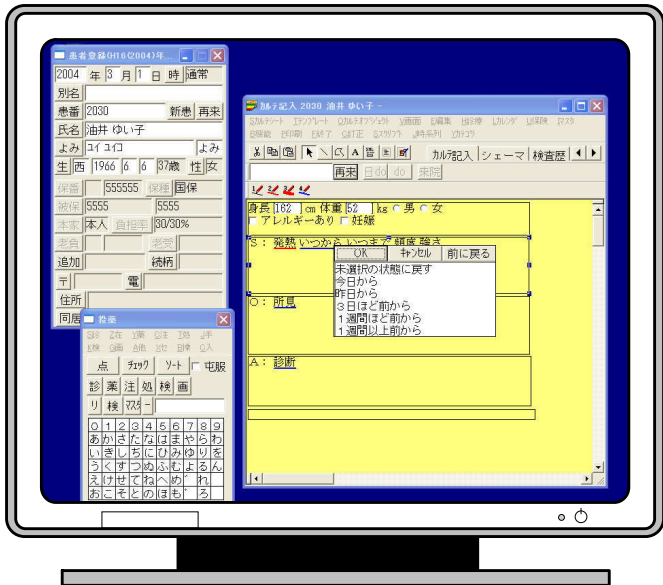 患者登録(H16(2004)年...
2004 年 3 月 1 日 時 通常
別名
患番 2030 新患 再来
氏名 油井 ゆい子
よみ ユイ ユイコ よみ
生 西 1966 6 6 37歳 性 女
保番 555555 保種 国保
被保 5555 5555
本家 本人 負担率 30/30%
老負 老受
追加 続柄
〒 電
住所
同居
投薬
点 チェック ソート 屯服
診 薬 注 処 検 画
リ 検 マスタ -
0 1 2 3 4 5 6 7 8 9
あ か さ た な は ま や ら わ
い き し ち に ひ み ゆ り を
う く す つ ぬ ふ む よ る ん
え け せ て ね へ め ゛ れ
お こ そ と の ほ も ゜ ろ
カルテ記入 2030 油井 ゆい子 -
カルテ記入 シェーマ 検査歴
再来 日do do 来院
身長 162 cm 体重 52 kg 男 女
アレルギーあり 妊娠
S: 発熱 いつから いつまで 頻度 強さ
OK キャンセル 前に戻る
未選択の状態に戻す
今日から
昨日から
3日ほど前から
1週間ほど前から
1週間以上前から
O: 所見
A: 診断